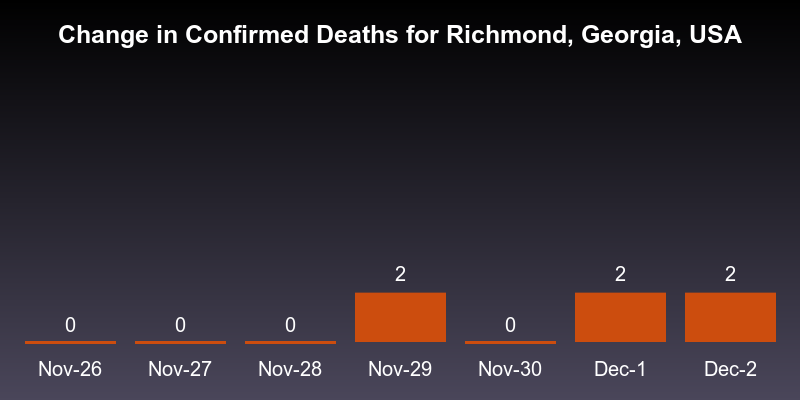 Change in Confirmed Deaths for Richmond, Georgia, USA
0 0 0 2 0 2 2
Nov-26 Nov-27 Nov-28 Nov-29 Nov-30 Dec-1 Dec-2